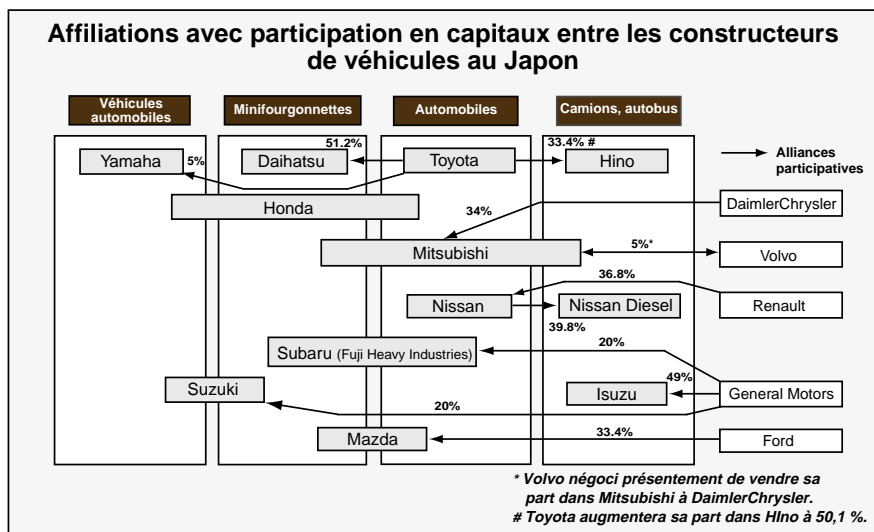 Affiliations avec participation en capitaux entre les constructeurs
de véhicules au Japon
Véhicules
automobiles
Minifourgonnettes
Automobiles
Camions, autobus
Yamaha
5%
Daihatsu
51.2%
Toyota
33.4% #
Hino
Alliances
participatives
Honda
34%
DaimlerChrysler
Mitsubishi
5%*
Volvo
36.8%
Nissan
Nissan Diesel
Renault
39.8%
Subaru (Fuji Heavy Industries)
20%
Suzuki
49%
Isuzu
General Motors
20%
Mazda
33.4%
Ford
* Volvo négoci présentement de vendre sa
part dans Mitsubishi à DaimlerChrysler.
# Toyota augmentera sa part dans HIno à 50,1 %.